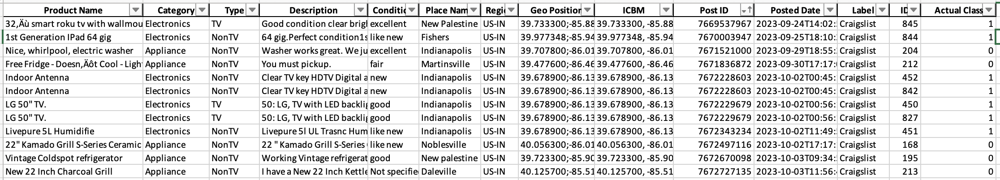 Product Name Category Type Description Conditic Place Nam Regi Geo Position ICBM Post ID Posted Date Label ID Actual Class
32‚Äù smart roku tv with wallmou Electronics TV Good condition clear brigh excellent New Palestine US-IN 39.733300;-85.88 39.733300, -85.88 7669537967 2023-09-24T14:02: Craigslist 845 1
1st Generation IPad 64 gig Electronics NonTV 64 gig.Perfect condition1s like new Fishers US-IN 39.977348;-85.94 39.977348, -85.94 7670003947 2023-09-25T18:10: Craigslist 844 1
Nice, whirlpool, electric washer Appliance NonTV Washer works great. We ju excellent Indianapolis US-IN 39.707800;-86.01 39.707800, -86.01 7671521000 2023-09-29T18:55: Craigslist 204 0
Free Fridge - Doesn‚Äôt Cool - Ligh Appliance NonTV You must pickup. fair Martinsville US-IN 39.477600;-86.46 39.477600, -86.46 7671836872 2023-09-30T17:17: Craigslist 212 0
Indoor Antenna Electronics NonTV Clear TV key HDTV Digital a new Indianapolis US-IN 39.678900;-86.13 39.678900, -86.13 7672228603 2023-10-02T00:45: Craigslist 452 1
Indoor Antenna Electronics NonTV Clear TV key HDTV Digital a new Indianapolis US-IN 39.678900;-86.13 39.678900, -86.13 7672228603 2023-10-02T00:45: Craigslist 842 1
LG 50" TV. Electronics TV 50: LG, TV with LED backlig good Indianapolis US-IN 39.678900;-86.13 39.678900, -86.13 7672229679 2023-10-02T00:56: Craigslist 450 1
LG 50" TV. Electronics TV 50: LG, TV with LED backlig good Indianapolis US-IN 39.678900;-86.13 39.678900, -86.13 7672229679 2023-10-02T00:56: Craigslist 827 1
Livepure 5L Humidifie Electronics NonTV Livepure 5l UL Trasnc Hum like new Indianapolis US-IN 39.678900;-86.13 39.678900, -86.13 7672343234 2023-10-02T11:49: Craigslist 451 1
22" Kamado Grill S-Series Ceramic Appliance NonTV 22 " Kamado Grill S-Series like new Noblesville US-IN 40.056300;-86.01 40.056300, -86.01 7672497116 2023-10-02T17:17: Craigslist 168 0
Vintage Coldspot refrigerator Appliance NonTV Working Vintage refrigerat good New palestine US-IN 39.723300;-85.90 39.723300, -85.90 7672670098 2023-10-03T09:34: Craigslist 195 0
New 22 Inch Charcoal Grill Appliance NonTV I have a New 22 Inch Kettle Not specifie Daleville US-IN 40.125700;-85.51 40.125700, -85.51 7672727135 2023-10-03T11:56: Craigslist 213 0